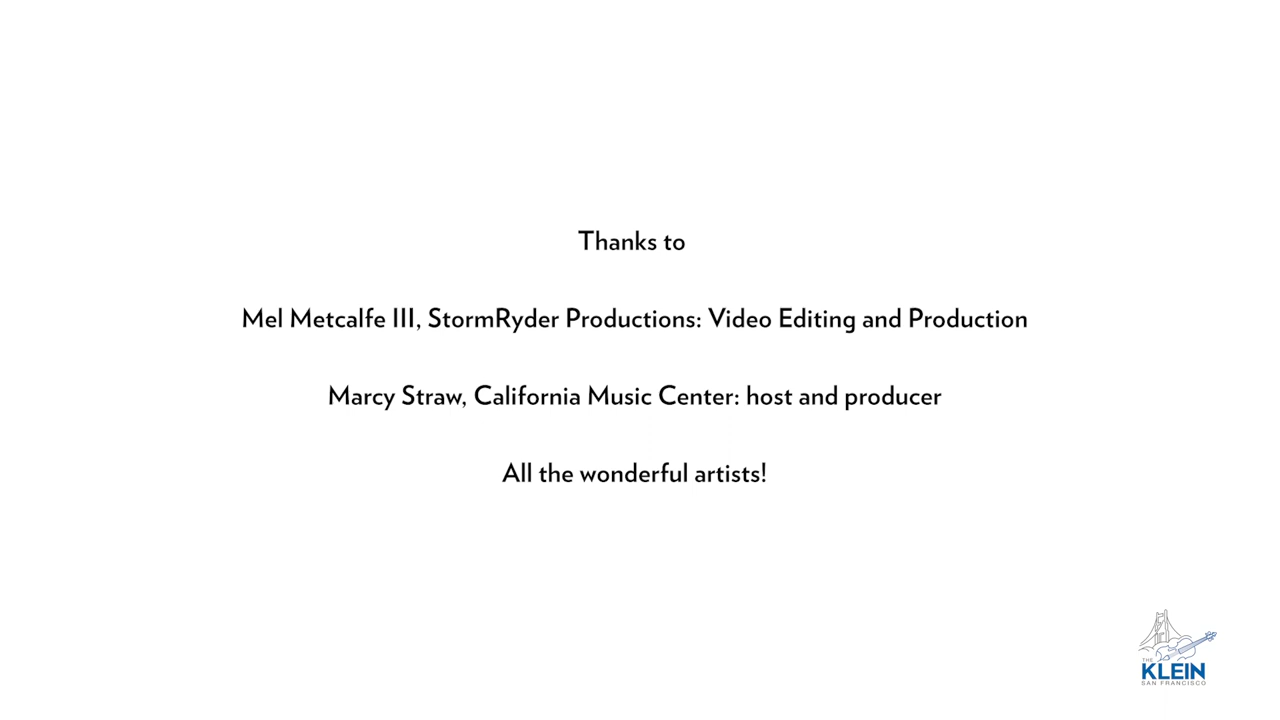 Thanks to
Mel Metcalfe III, StormRyder Productions: Video Editing and Production
Marcy Straw, California Music Center: host and producer
All the wonderful artists!
THE
KLEIN
SAN FRANCISCO